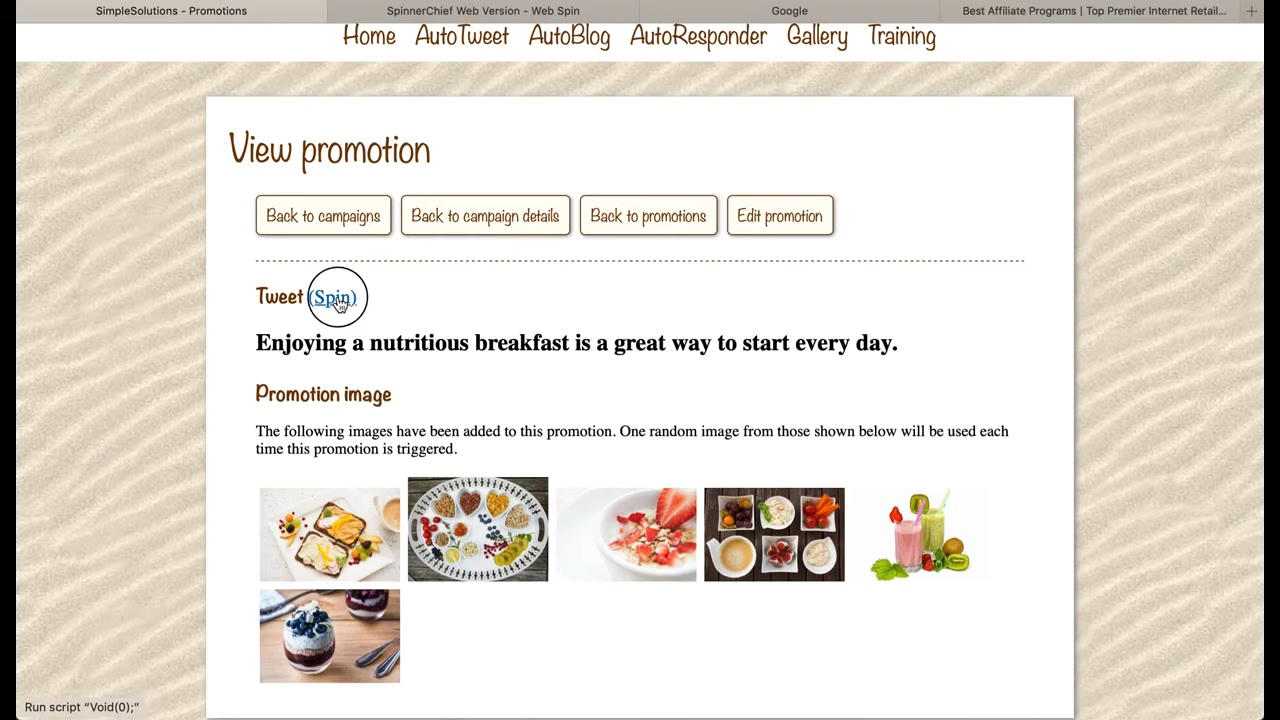 SimpleSolutions - Promotions
SpinnerChief Web Version - Web Spin
Google
Best Affiliate Programs | Top Premier Internet Retail...
Home AutoTweet AutoBlog AutoResponder Gallery Training
View promotion
Back to campaigns
Back to campaign details
Back to promotions
Edit promotion
Tweet (Spin)
Enjoying a nutritious breakfast is a great way to start every day.
Promotion image
The following images have been added to this promotion. One random image from those shown below will be used each
time this promotion is triggered.
Run script “Void(0);”